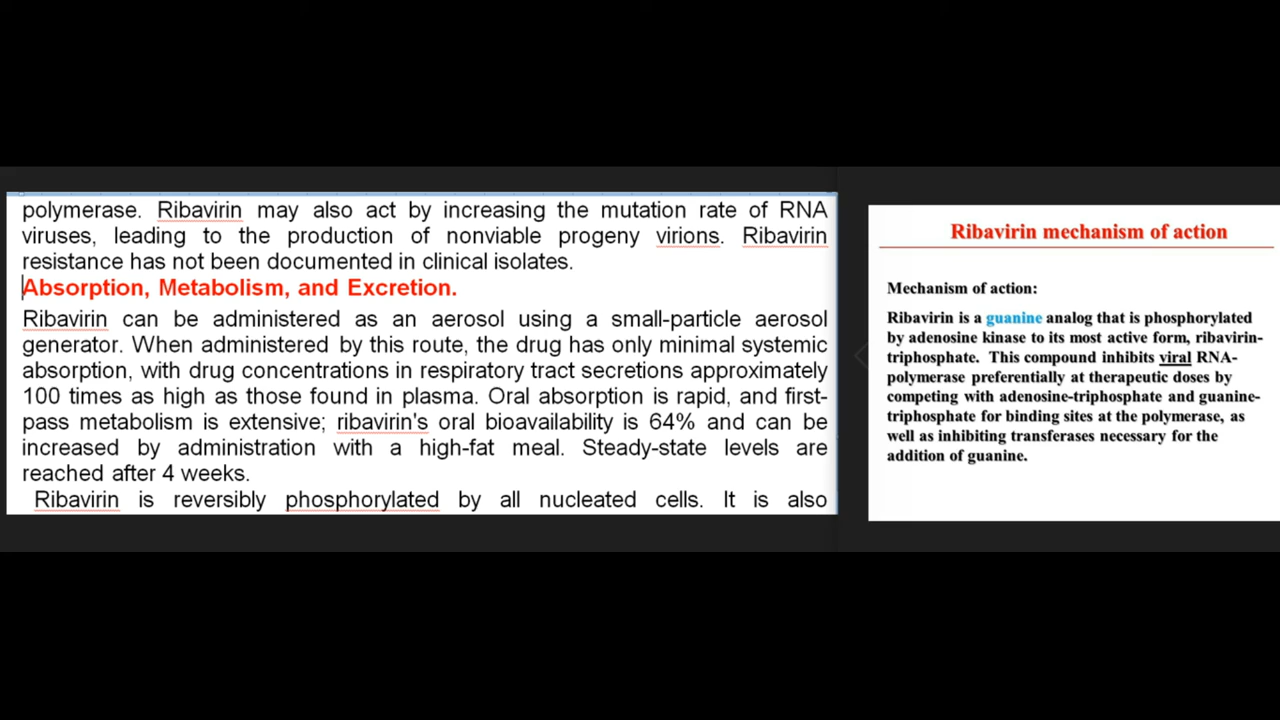 polymerase. Ribavirin may also act by increasing the mutation rate of RNA
viruses, leading to the production of nonviable progeny virions. Ribavirin
resistance has not been documented in clinical isolates.
Absorption, Metabolism, and Excretion.
Ribavirin can be administered as an aerosol using a small-particle aerosol
generator. When administered by this route, the drug has only minimal systemic
absorption, with drug concentrations in respiratory tract secretions approximately
100 times as high as those found in plasma. Oral absorption is rapid, and first-
pass metabolism is extensive; ribavirin's oral bioavailability is 64% and can be
increased by administration with a high-fat meal. Steady-state levels are
reached after 4 weeks.
Ribavirin is reversibly phosphorylated by all nucleated cells. It is also
Ribavirin mechanism of action
Mechanism of action:
Ribavirin is a guanine analog that is phosphorylated
by adenosine kinase to its most active form, ribavirin-
triphosphate. This compound inhibits viral RNA-
polymerase preferentially at therapeutic doses by
competing with adenosine-triphosphate and guanine-
triphosphate for binding sites at the polymerase, as
well as inhibiting transferases necessary for the
addition of guanine.